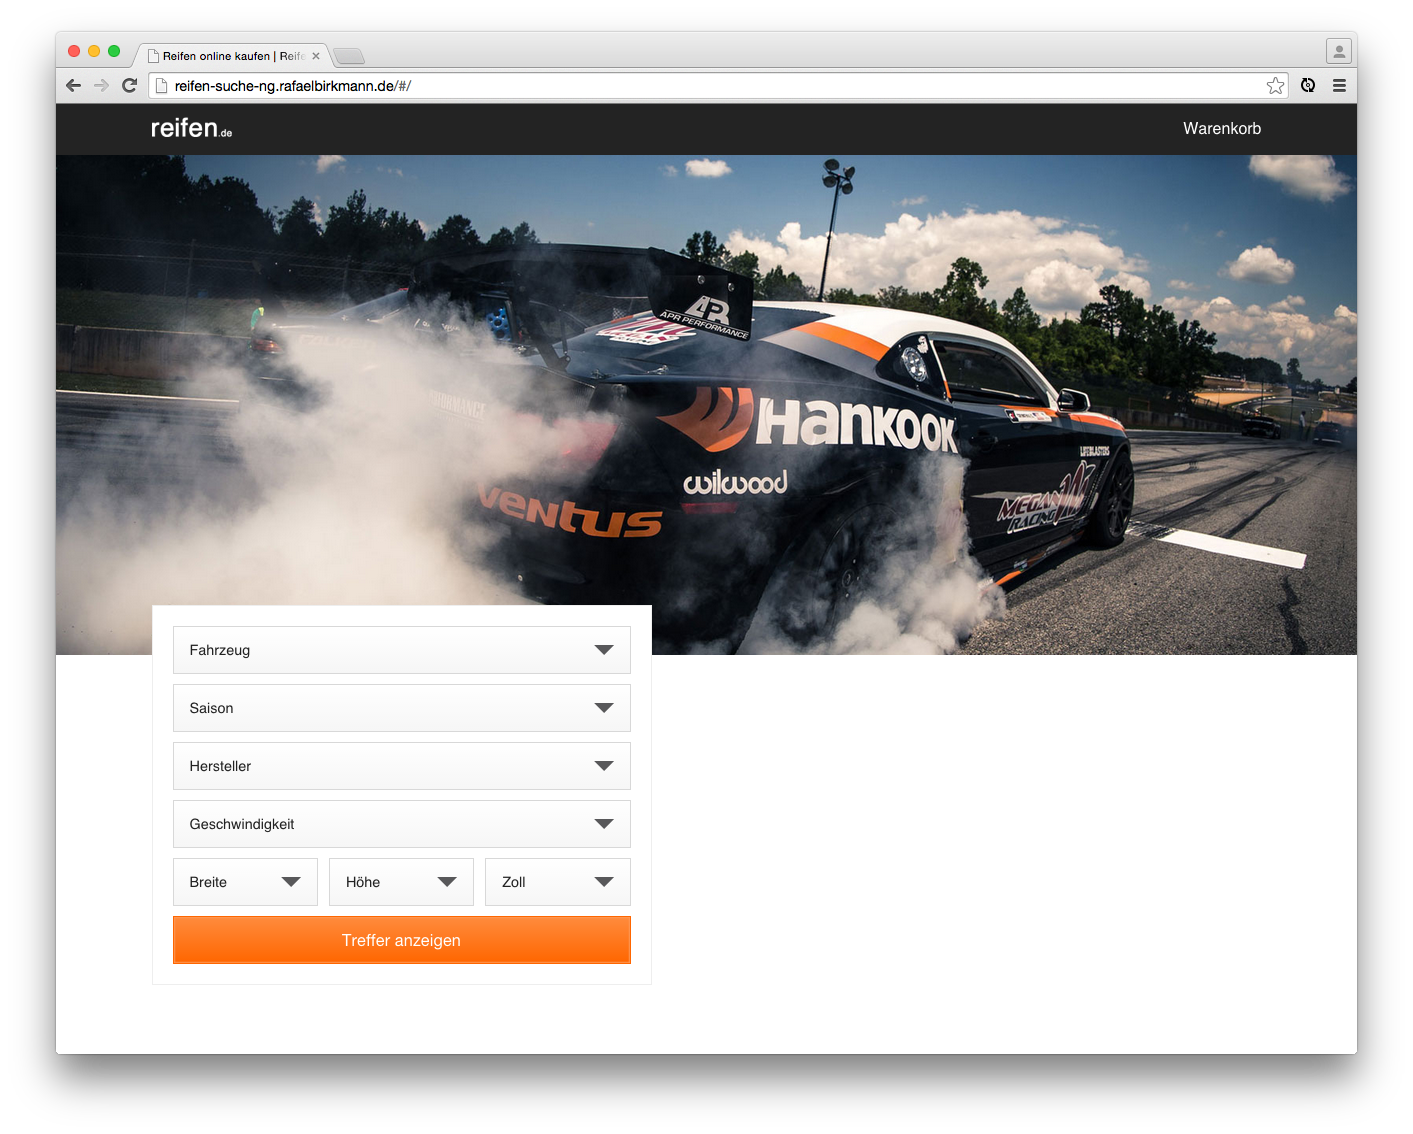 Reifen online kaufen | Reife
reifen-suche-ng.rafaelbirkmann.de/#/
reifen.de
Warenkorb
APR PERFORMANCE
Hankook
wilwood
LIFEBLASTERS
MEGAN
RACING
ventus
Fahrzeug
Saison
Hersteller
Geschwindigkeit
Breite Höhe Zoll
Treffer anzeigen